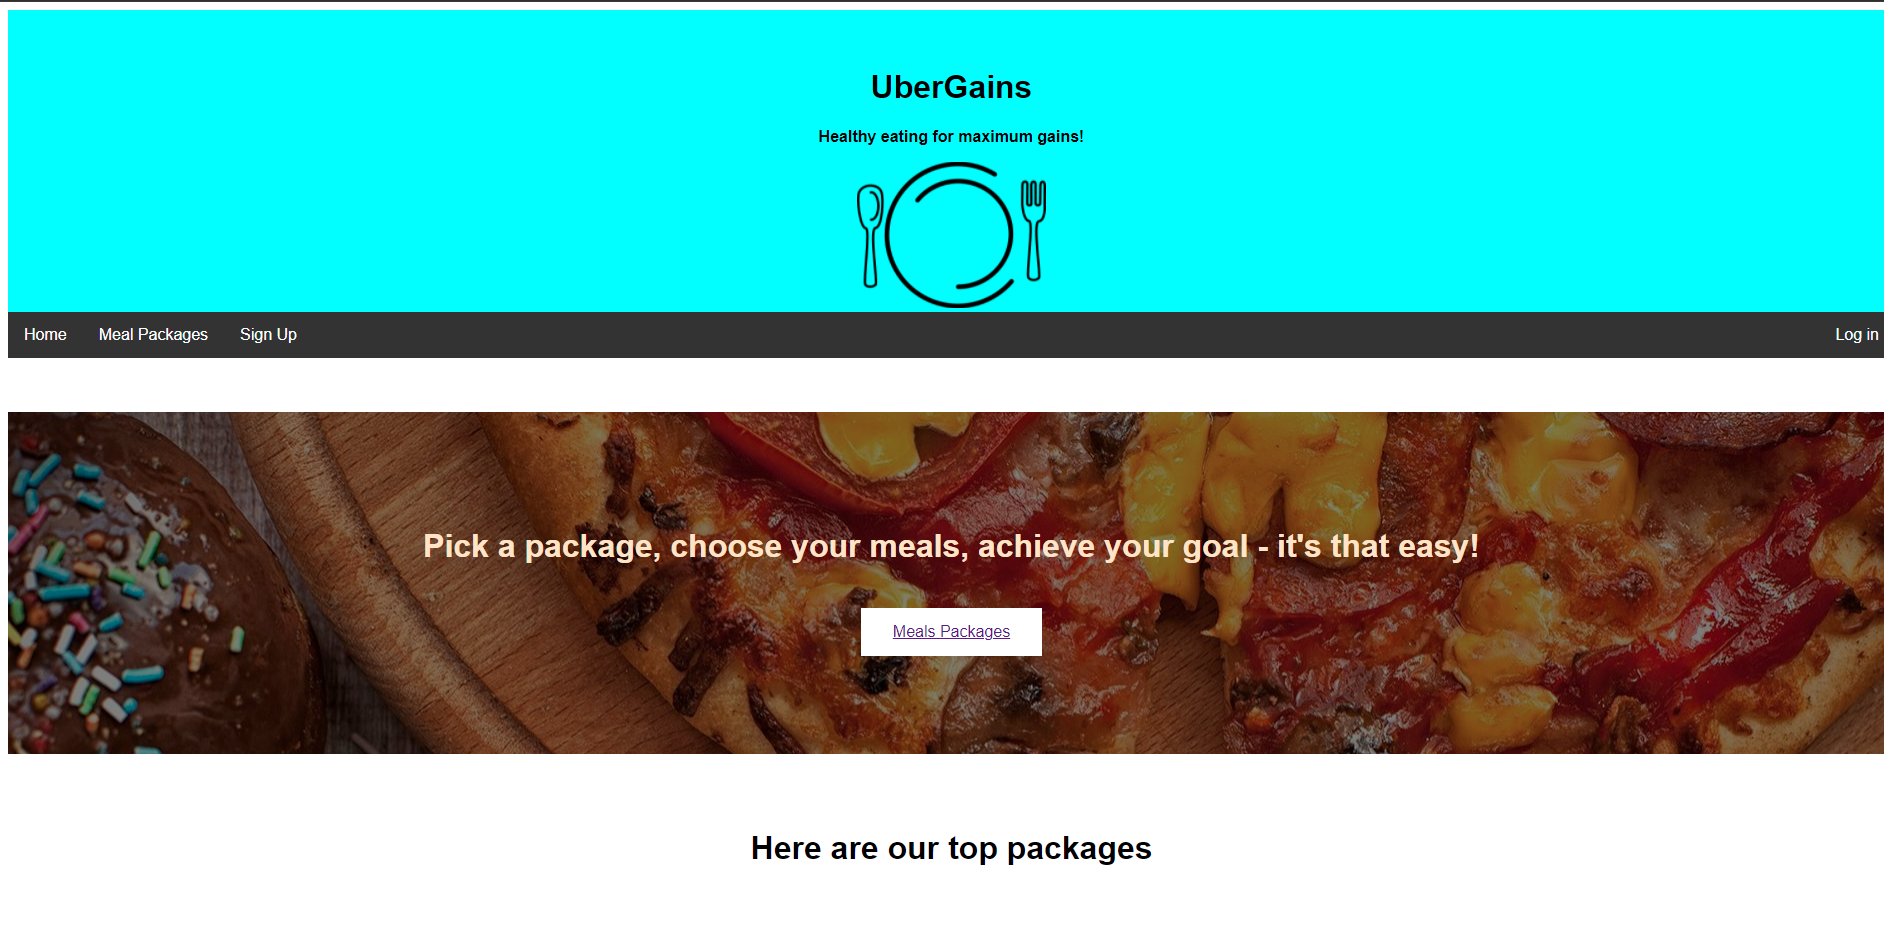 UberGains
Healthy eating for maximum gains!
Home Meal Packages Sign Up Log in
Pick a package, choose your meals, achieve your goal - it's that easy!
Meals Packages
Here are our top packages